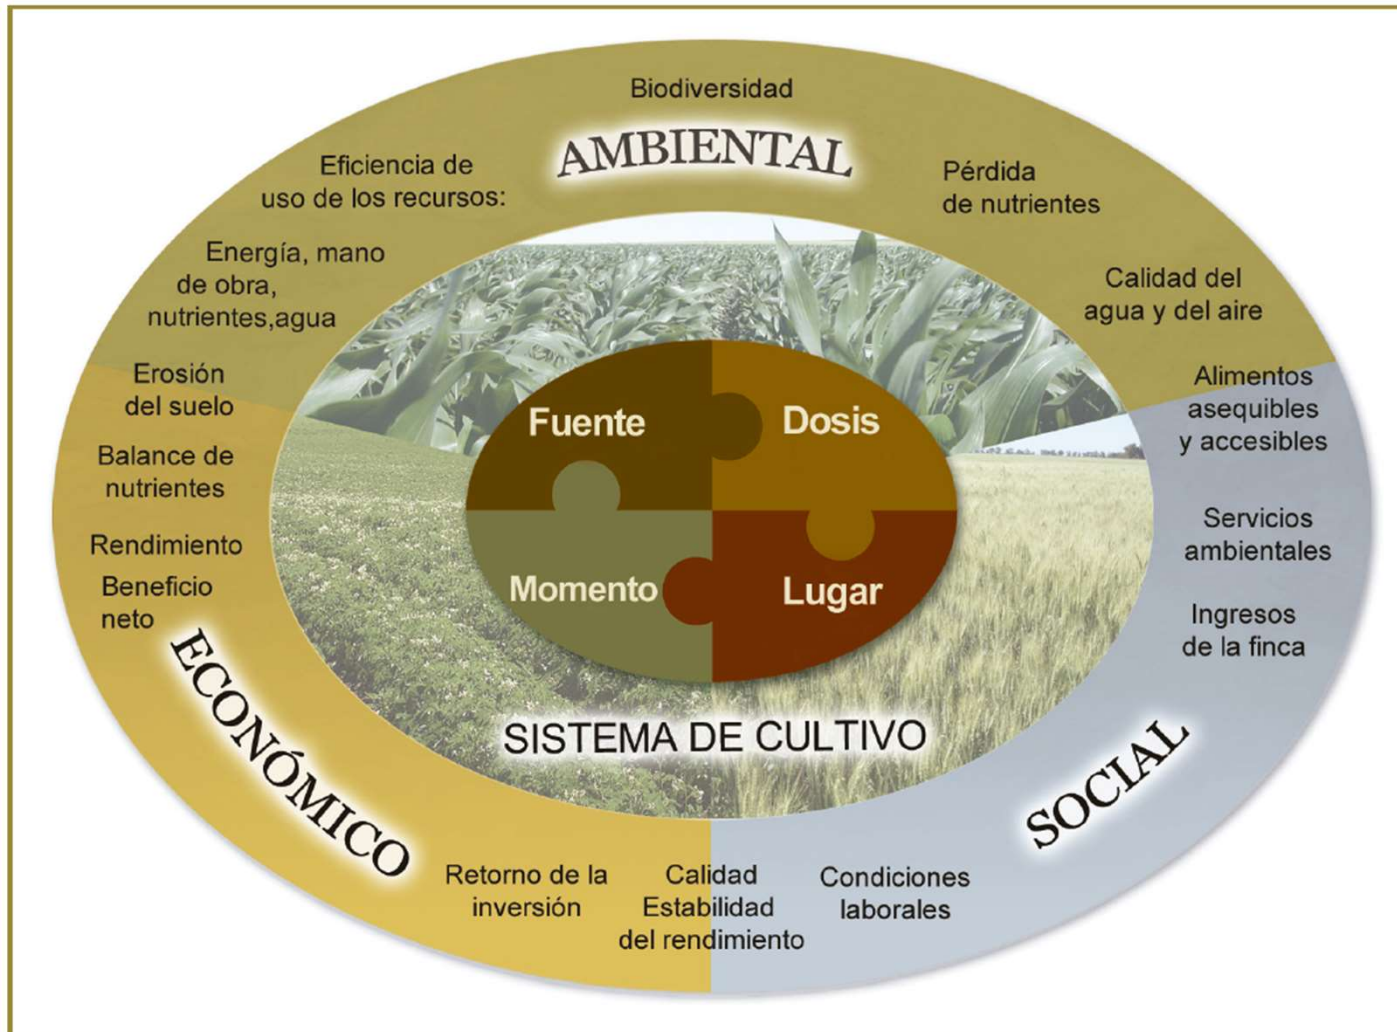 Biodiversidad
AMBIENTAL
Eficiencia de
uso de los recursos:
Pérdida
de nutrientes
Energía, mano
de obra,
nutrientes,agua
Calidad del
agua y del aire
Erosión
del suelo
Alimentos
asequibles
y accesibles
Fuente
Dosis
Balance de
nutrientes
Servicios
ambientales
Rendimiento
Beneficio
neto
Momento
Lugar
Ingresos
de la finca
ECONÓMICO
SISTEMA DE CULTIVO
SOCIAL
Retorno de la
inversión
Calidad
Estabilidad
del rendimiento
Condiciones
laborales